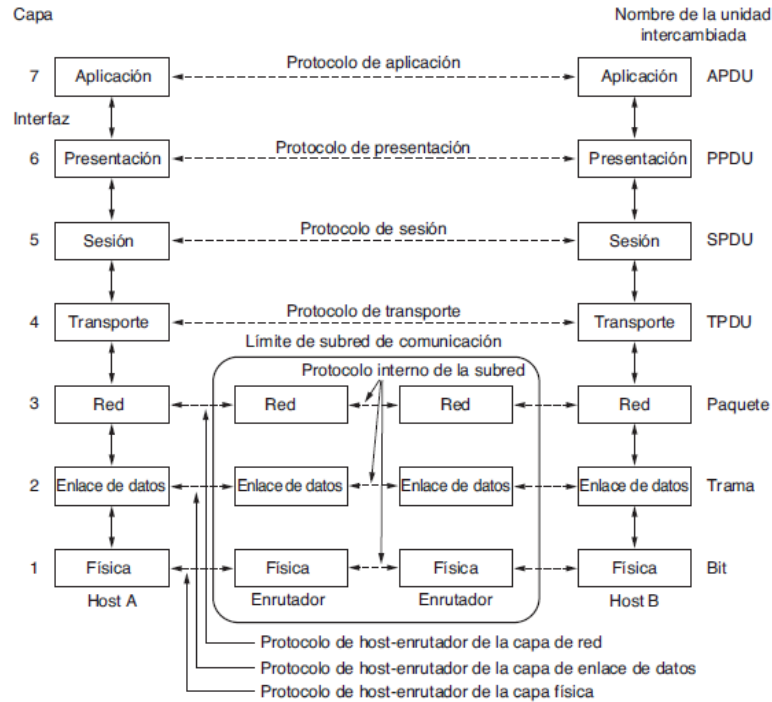 Capa
Nombre de la unidad
intercambiada
Protocolo de aplicación
7 Aplicación Aplicación APDU
Interfaz
Protocolo de presentación
6 Presentación Presentación PPDU
Protocolo de sesión
5 Sesión Sesión SPDU
Protocolo de transporte
4 Transporte Transporte TPDU
Límite de subred de comunicación
Protocolo interno de la subred
3 Red Red Red Red Paquete
2 Enlace de datos Enlace de datos Enlace de datos Enlace de datos Trama
1 Física Física Física Física Bit
Host A Enrutador Enrutador Host B
Protocolo de host-enrutador de la capa de red
Protocolo de host-enrutador de la capa de enlace de datos
Protocolo de host-enrutador de la capa física